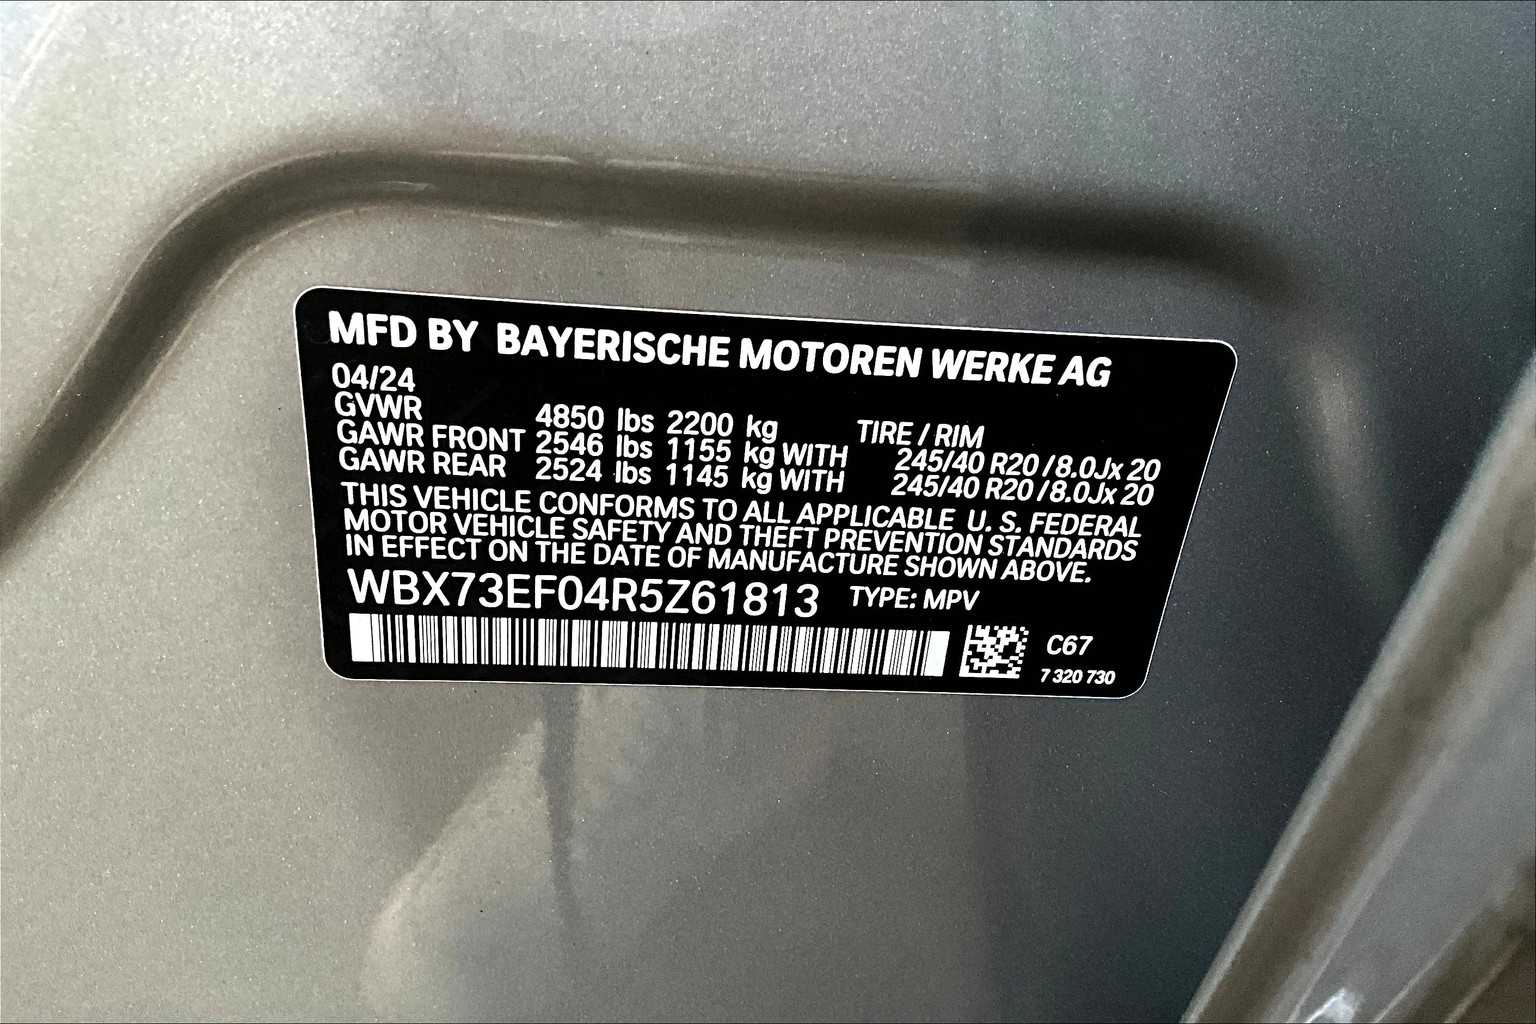 MFD BY BAYERISCHE MOTOREN WERKE AG
04/24
GVWR 4850 lbs 2200 kg TIRE / RIM
GAWR FRONT 2546 lbs 1155 kg WITH 245/40 R20 / 8.0Jx 20
GAWR REAR 2524 lbs 1145 kg WITH 245/40 R20 / 8.0Jx 20
THIS VEHICLE CONFORMS TO ALL APPLICABLE U. S. FEDERAL
MOTOR VEHICLE SAFETY AND THEFT PREVENTION STANDARDS
IN EFFECT ON THE DATE OF MANUFACTURE SHOWN ABOVE.
WBX73EF04R5Z61813 TYPE: MPV
C67
7 320 730